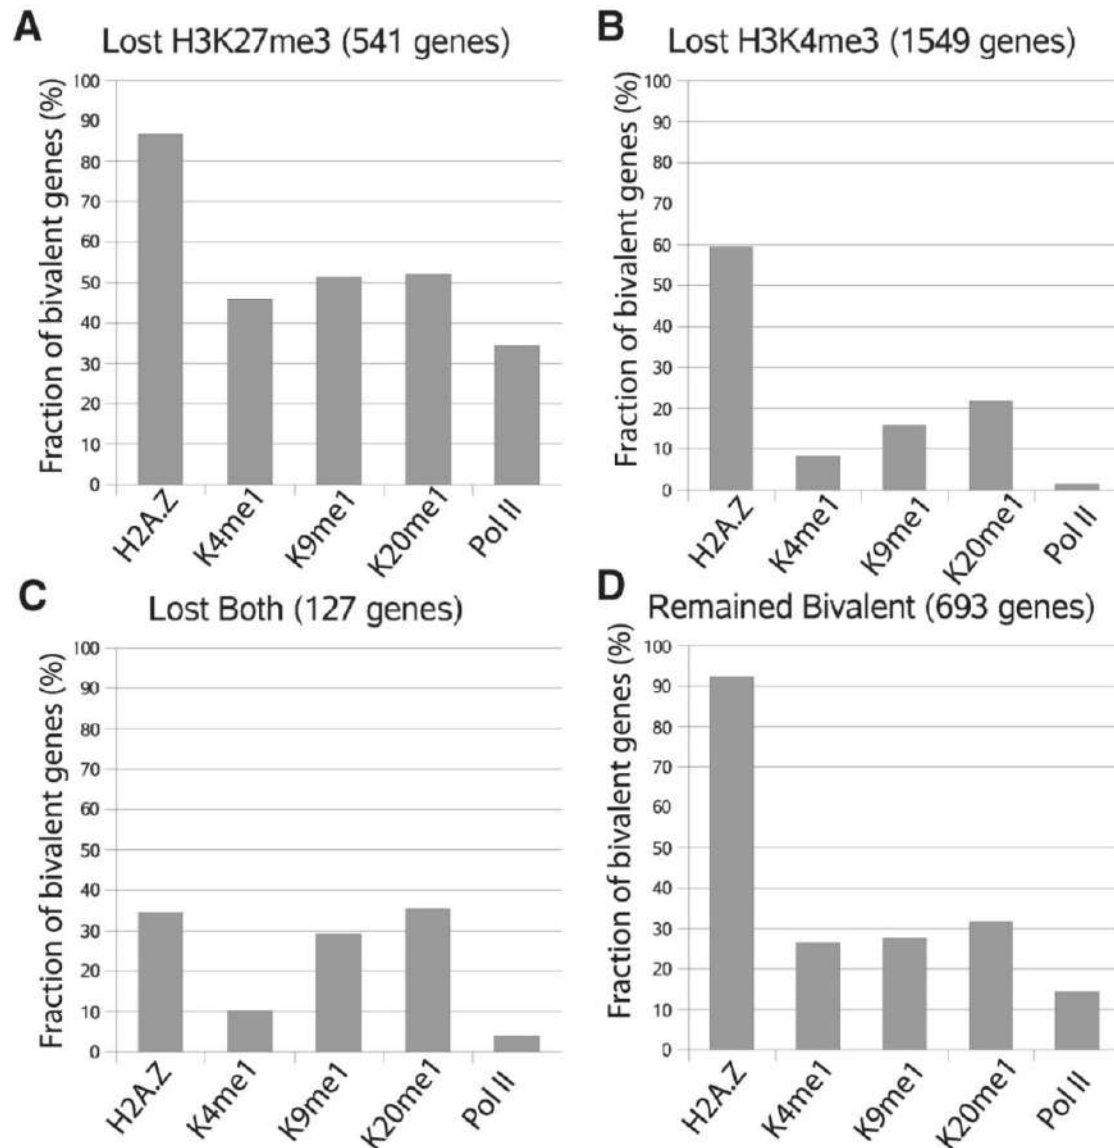 A
Lost H3K27me3 (541 genes)
Fraction of bivalent genes (%)
100
90
80
70
60
50
40
30
20
10
0
H2A.Z
K4me1
K9me1
K20me1
Pol II
B
Lost H3K4me3 (1549 genes)
Fraction of bivalent genes (%)
100
90
80
70
60
50
40
30
20
10
0
H2A.Z
K4me1
K9me1
K20me1
Pol II
C
Lost Both (127 genes)
Fraction of bivalent genes (%)
100
90
80
70
60
50
40
30
20
10
0
H2A.Z
K4me1
K9me1
K20me1
Pol II
D
Remained Bivalent (693 genes)
Fraction of bivalent genes (%)
100
90
80
70
60
50
40
30
20
10
0
H2A.Z
K4me1
K9me1
K20me1
Pol II